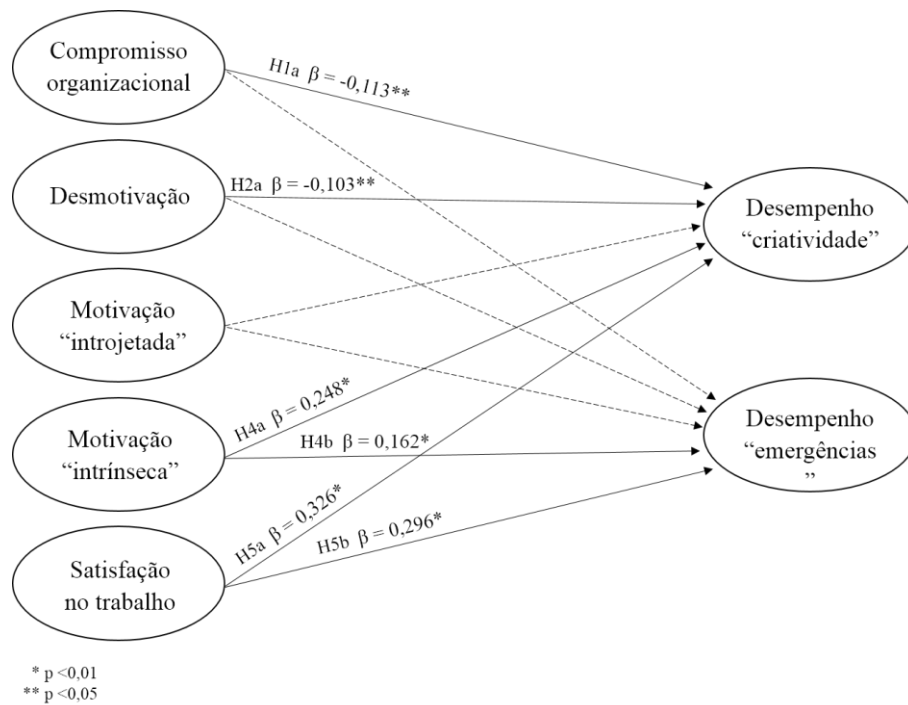 Compromisso
organizacional
H1a β = -0,113**
Desmotivação
H2a β = -0,103**
Desempenho
“criatividade”
Motivação
“introjetada”
Motivação
“intrínseca”
H4a β = 0,248*
H4b β = 0,162*
Desempenho
“emergências
”
Satisfação
no trabalho
H5a β = 0,326*
H5b β = 0,296*
* p <0,01
** p <0,05